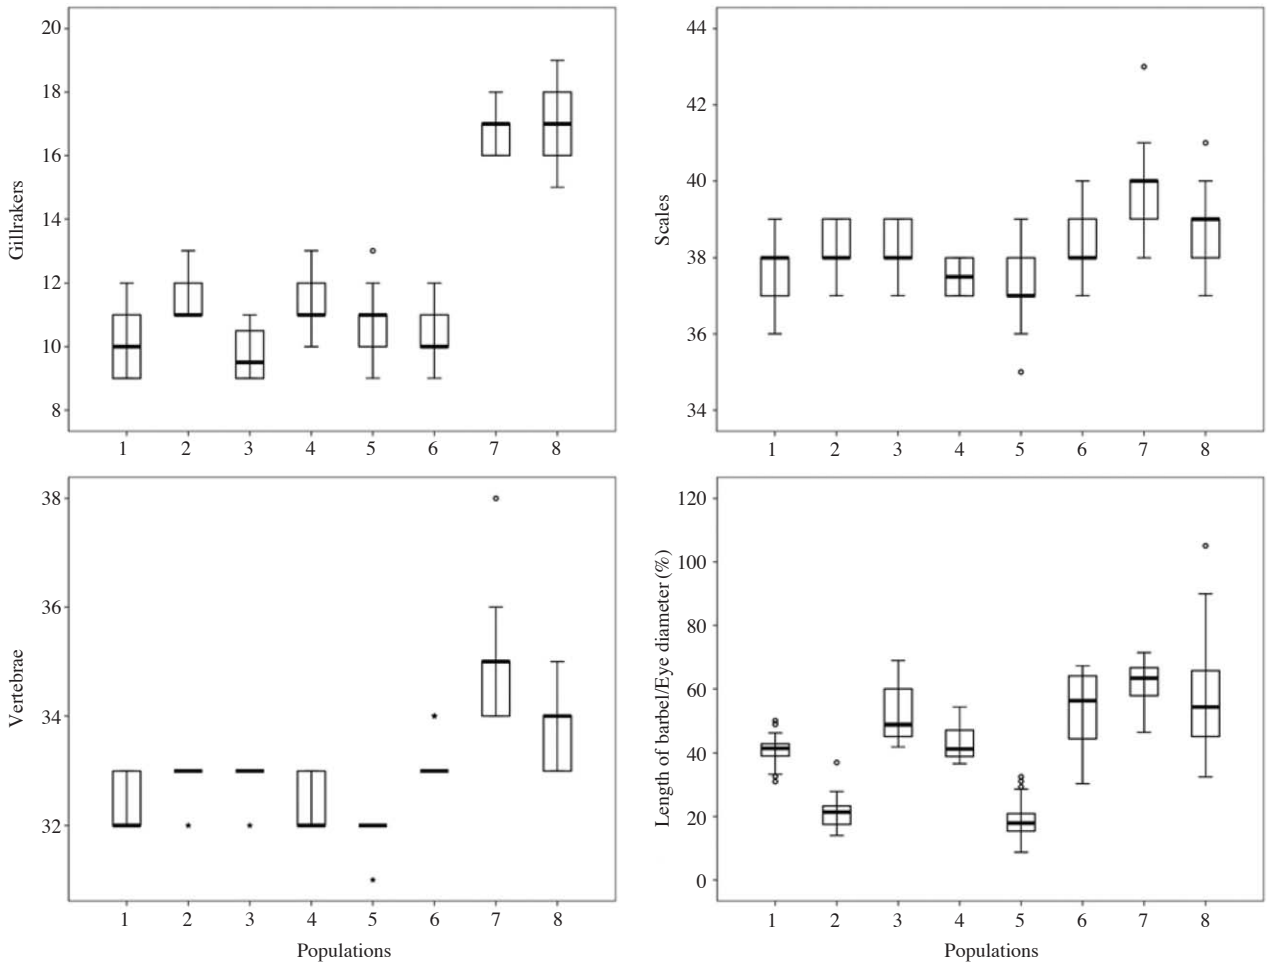 Gillrakers
20
18
16
14
12
10
8
1 2 3 4 5 6 7 8
Scales
44
42
40
38
36
34
1 2 3 4 5 6 7 8
Vertebrae
38
36
34
32
1 2 3 4 5 6 7 8
Populations
Length of barbel/Eye diameter (%)
120
100
80
60
40
20
0
1 2 3 4 5 6 7 8
Populations